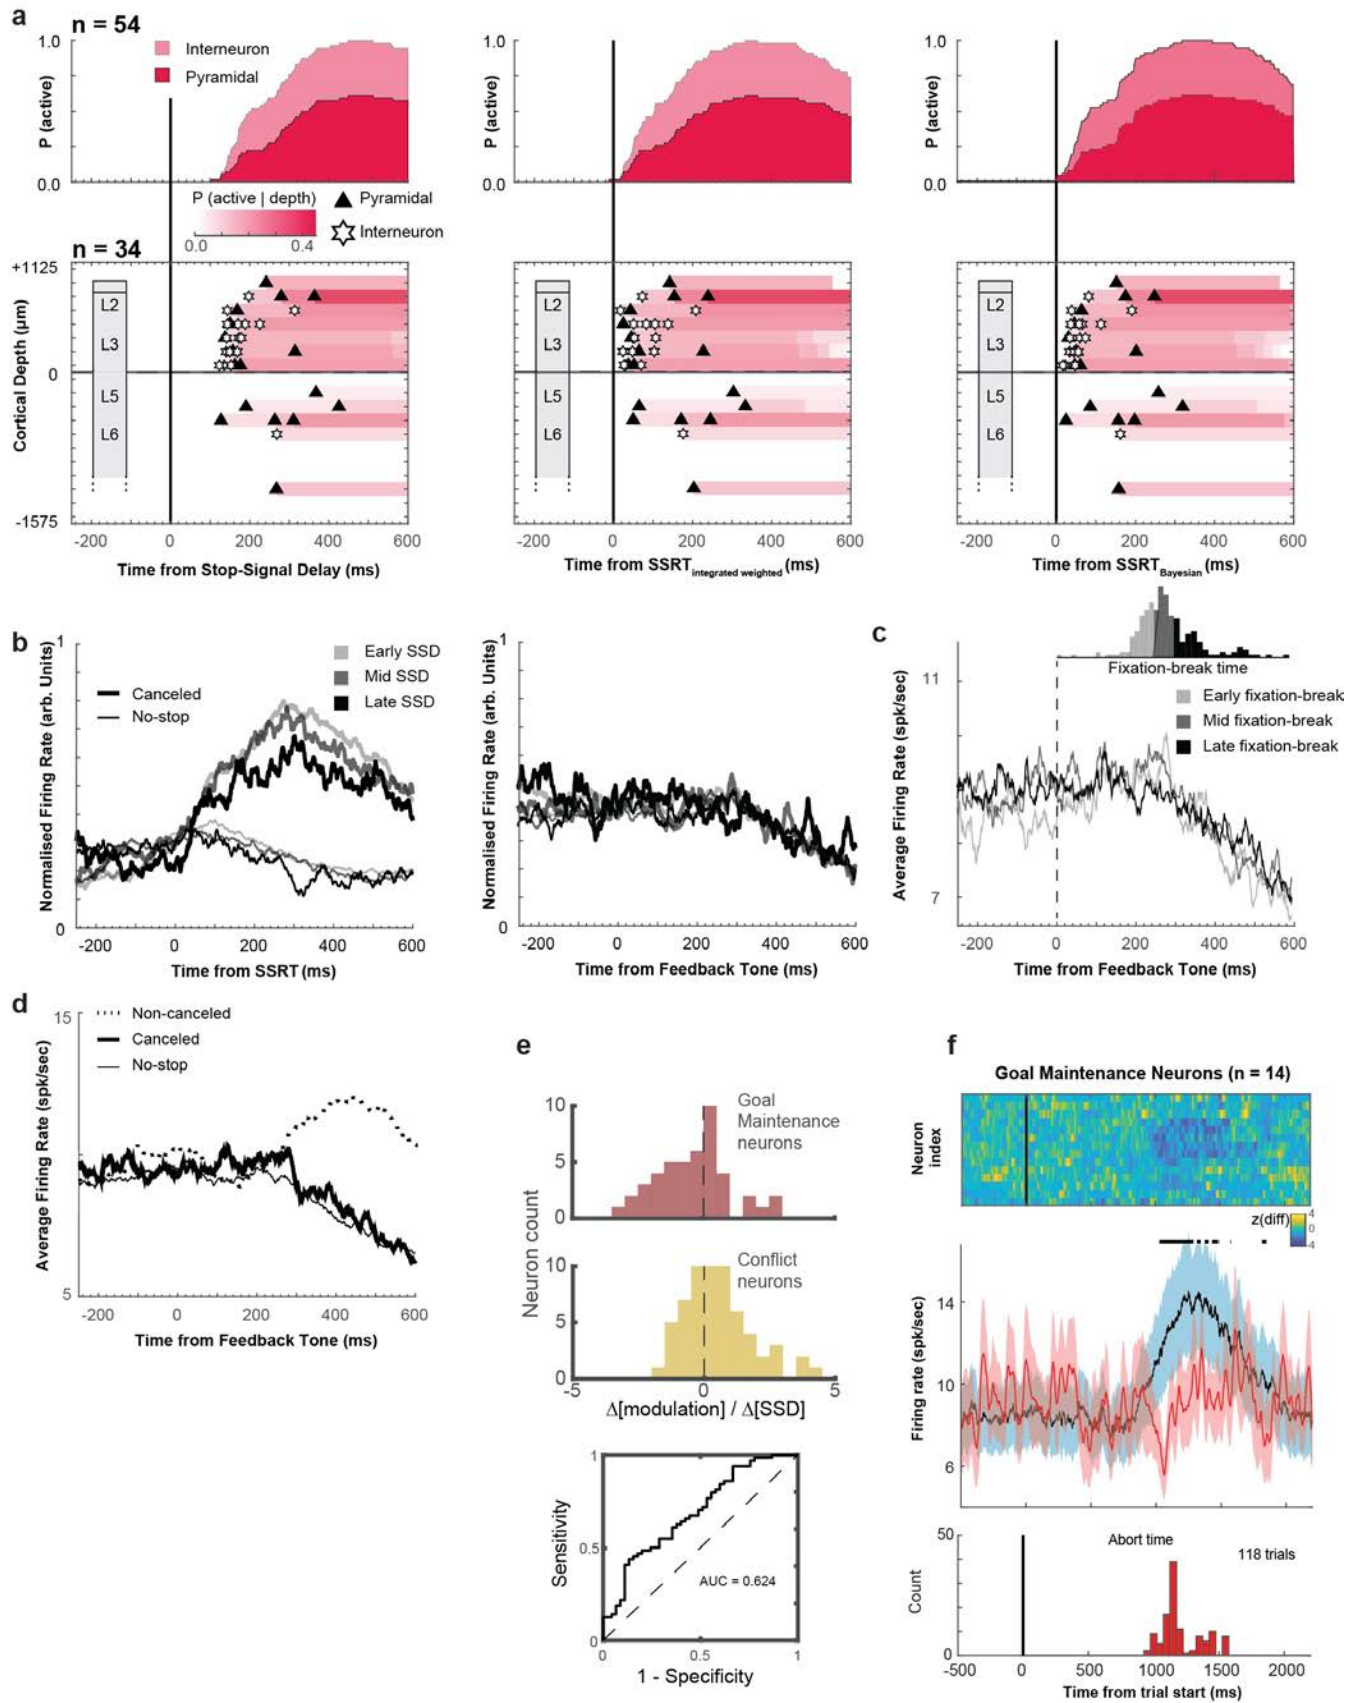 a
n = 54
Interneuron
Pyramidal
1.0
P (active)
0.0
1.0
P (active)
0.0
1.0
P (active)
0.0
P (active | depth)
0.0 0.4
Pyramidal
Interneuron
n = 34
+1125
Cortical Depth (µm)
0
-1575
L2
L3
L5
L6
-200 0 200 400 600
Time from Stop-Signal Delay (ms)
L2
L3
L5
L6
-200 0 200 400 600
Time from SSRT integrated weighted (ms)
L2
L3
L5
L6
-200 0 200 400 600
Time from SSRT Bayesian (ms)
b
1
Normalised Firing Rate (arb. Units)
0
Early SSD
Mid SSD
Late SSD
Canceled
No-stop
-200 0 200 400 600
Time from SSRT (ms)
1
Normalised Firing Rate (arb. Units)
0
-200 0 200 400 600
Time from Feedback Tone (ms)
c
Fixation-break time
Early fixation-break
Mid fixation-break
Late fixation-break
11
Average Firing Rate (spk/sec)
7
-200 0 200 400 600
Time from Feedback Tone (ms)
d
15
Average Firing Rate (spk/sec)
5
Non-canceled
Canceled
No-stop
-200 0 200 400 600
Time from Feedback Tone (ms)
e
Neuron count
10
5
0
Goal
Maintenance
neurons
10
5
0
Conflict
neurons
-5 0 5
Δ[modulation] / Δ[SSD]
1
Sensitivity
0.5
0
AUC = 0.624
0 0.5 1
1 - Specificity
f
Goal Maintenance Neurons (n = 14)
Neuron
index
z(diff)
4
0
-4
Firing rate (spk/sec)
14
10
6
-500 0 500 1000 1500 2000
50
Count
0
Abort time
118 trials
-500 0 500 1000 1500 2000
Time from trial start (ms)